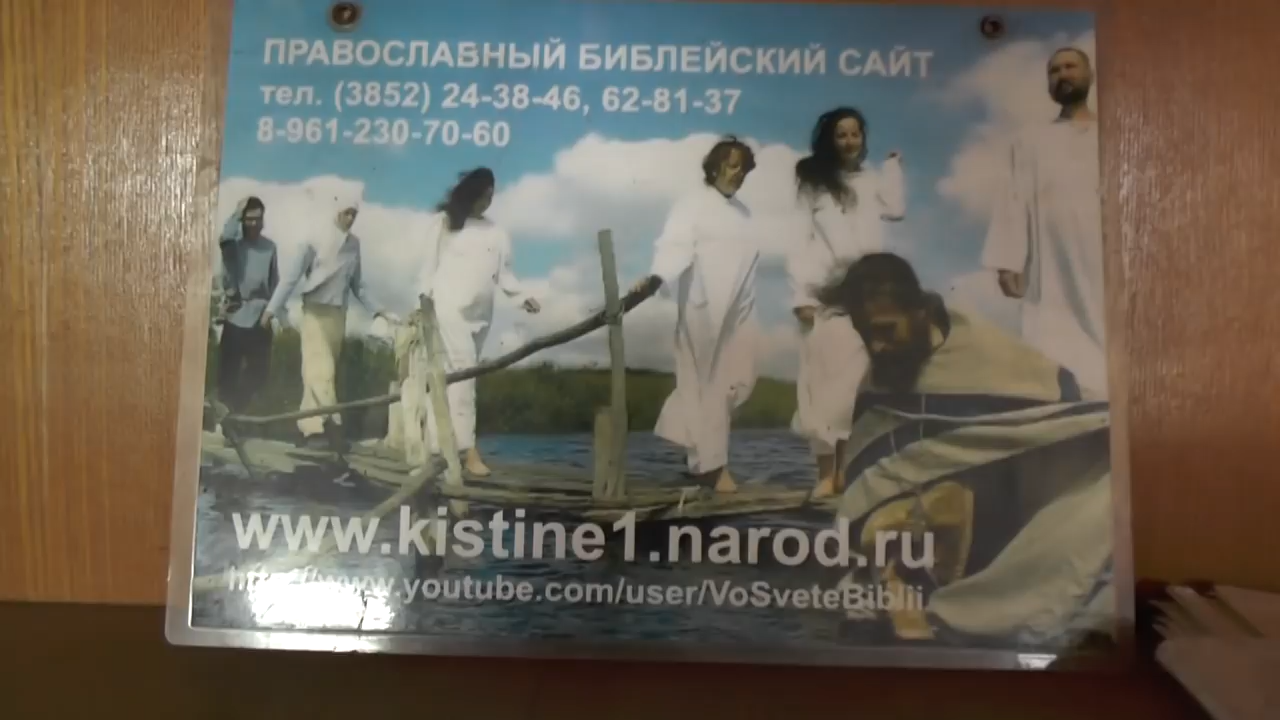 ПРАВОСЛАВНЫЙ БИБЛЕЙСКИЙ САЙТ
тел. (3852) 24-38-46, 62-81-37
8-961-230-70-60
www.kistine1.narod.ru
http://www.youtube.com/user/VoSveteBiblii